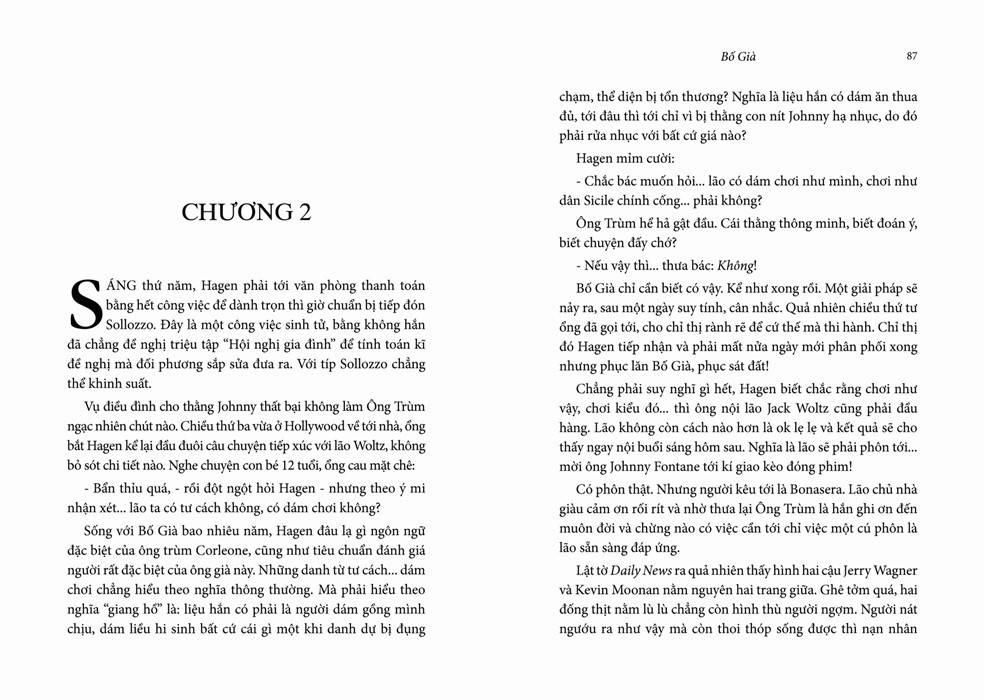 CHƯƠNG 2
SÁNG thứ năm, Hagen phải tới văn phòng thanh toán
bằng hết công việc để dành trọn thì giờ chuẩn bị tiếp đón
Sollozzo. Đây là một công việc sinh tử, bằng không hắn
đã chẳng đề nghị triệu tập “Hội nghị gia đình” để tính toán kĩ
đề nghị mà đối phương sắp sửa đưa ra. Với típ Sollozzo chẳng
thể khinh suất.
Vụ điều đình cho thằng Johnny thất bại không làm Ông Trùm
ngạc nhiên chút nào. Chiều thứ ba vừa ở Hollywood về tới nhà, ổng
bắt Hagen kể lại đầu đuôi câu chuyện tiếp xúc với lão Woltz, không
bỏ sót chi tiết nào. Nghe chuyện con bé 12 tuổi, ổng cau mặt chê:
- Bẩn thỉu quá, - rồi đột ngột hỏi Hagen - nhưng theo ý mi
nhận xét... lão ta có tư cách không, có dám chơi không?
Sống với Bố Già bao nhiêu năm, Hagen đâu lạ gì ngôn ngữ
đặc biệt của ông trùm Corleone, cũng như tiêu chuẩn đánh giá
người rất đặc biệt của ông già này. Những danh từ tư cách... dám
chơi chẳng hiểu theo nghĩa thông thường. Mà phải hiểu theo
nghĩa “giang hồ” là: liệu hắn có phải là người dám gồng mình
chịu, dám liều hi sinh bất cứ cái gì một khi danh dự bị đụng
Bố Già 87
chạm, thể diện bị tổn thương? Nghĩa là liệu hắn có dám ăn thua
đủ, tới đâu thì tới chỉ vì bị thằng con nít Johnny hạ nhục, do đó
phải rửa nhục với bất cứ giá nào?
Hagen mỉm cười:
- Chắc bác muốn hỏi... lão có dám chơi như mình, chơi như
dân Sicile chính cống... phải không?
Ông Trùm hể hả gật đầu. Cái thằng thông minh, biết đoán ý,
biết chuyện đấy chớ?
- Nếu vậy thì... thưa bác: Không!
Bố Già chỉ cần biết có vậy. Kể như xong rồi. Một giải pháp sẽ
nảy ra, sau một ngày suy tính, cân nhắc. Quả nhiên chiều thứ tư
ổng đã gọi tới, cho chỉ thị rành rẽ để cứ thế mà thi hành. Chỉ thị
đó Hagen tiếp nhận và phải mất nửa ngày mới phân phối xong
nhưng phục lăn Bố Già, phục sát đất!
Chẳng phải suy nghĩ gì hết, Hagen biết chắc rằng chơi như
vậy, chơi kiểu đó... thì ông nội lão Jack Woltz cũng phải đầu
hàng. Lão không còn cách nào hơn là ok lẹ lẹ và kết quả sẽ cho
thấy ngay nội buổi sáng hôm sau. Nghĩa là lão sẽ phải phôn tới...
mời ông Johnny Fontane tới kí giao kèo đóng phim!
Có phôn thật. Nhưng người kêu tới là Bonasera. Lão chủ nhà
giàu cảm ơn rối rít và nhờ thưa lại Ông Trùm là hắn ghi ơn đến
muôn đời và chừng nào có việc cần tới chỉ việc một cú phôn là
lão sẵn sàng đáp ứng.
Lật tờ Daily News ra quả nhiên thấy hình hai cậu Jerry Wagner
và Kevin Moonan nằm nguyên hai trang giữa. Ghê tởm quá, hai
đống thịt nằm lù lù chẳng còn hình thù người ngợm. Người nát
ngướu ra như vậy mà còn thoi thóp sống được thì nạn nhân